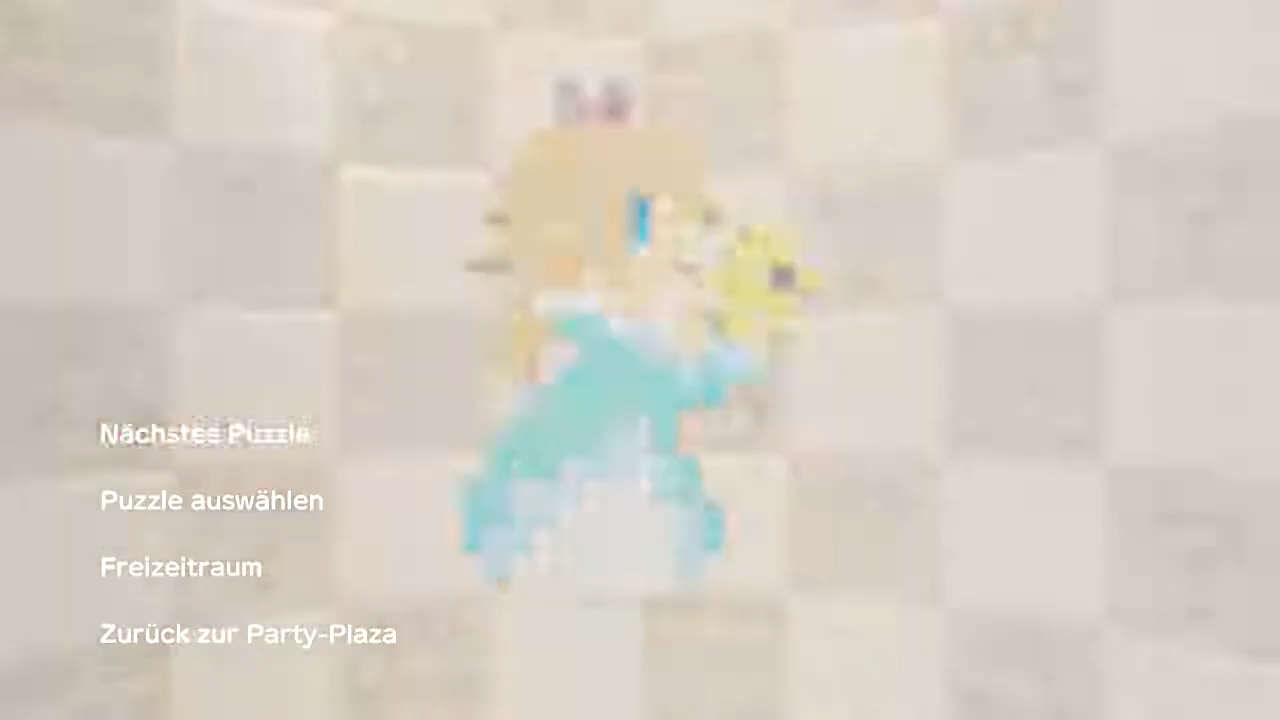 Nächstes Puzzle
Puzzle auswählen
Freizeitraum
Zurück zur Party-Plaza